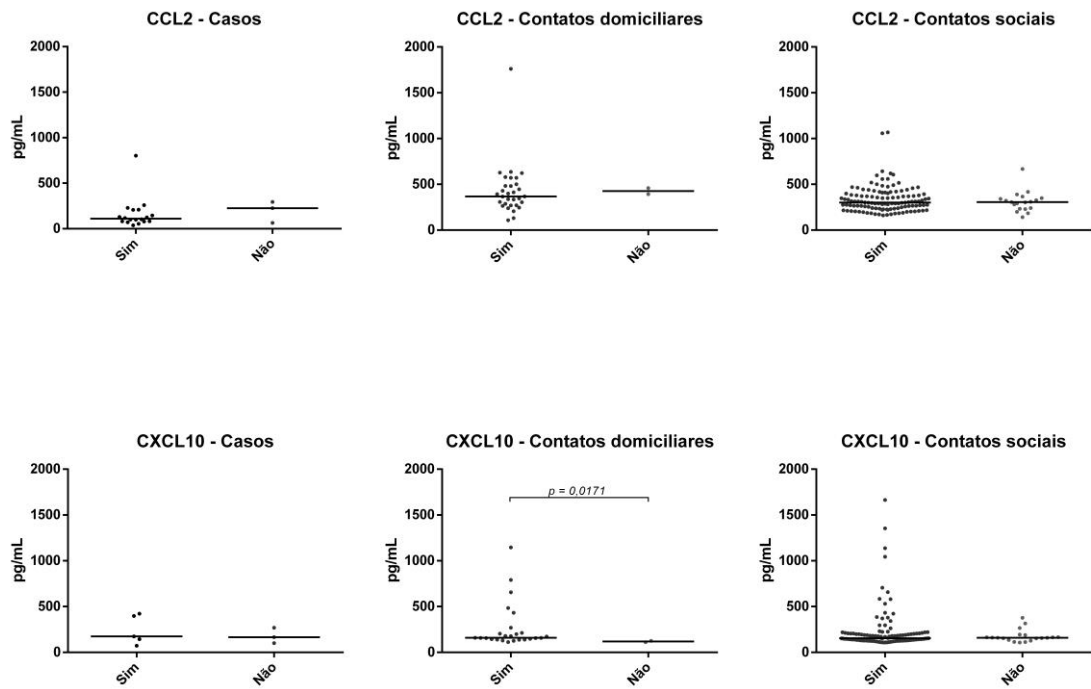 CCL2 - Casos
2000
1500
1000
500
0
pg/mL
Sim
Não
CCL2 - Contatos domiciliares
2000
1500
1000
500
0
pg/mL
Sim
Não
CCL2 - Contatos sociais
2000
1500
1000
500
0
pg/mL
Sim
Não
CXCL10 - Casos
2000
1500
1000
500
0
pg/mL
Sim
Não
CXCL10 - Contatos domiciliares
2000
1500
1000
500
0
pg/mL
p = 0,0171
Sim
Não
CXCL10 - Contatos sociais
2000
1500
1000
500
0
pg/mL
Sim
Não